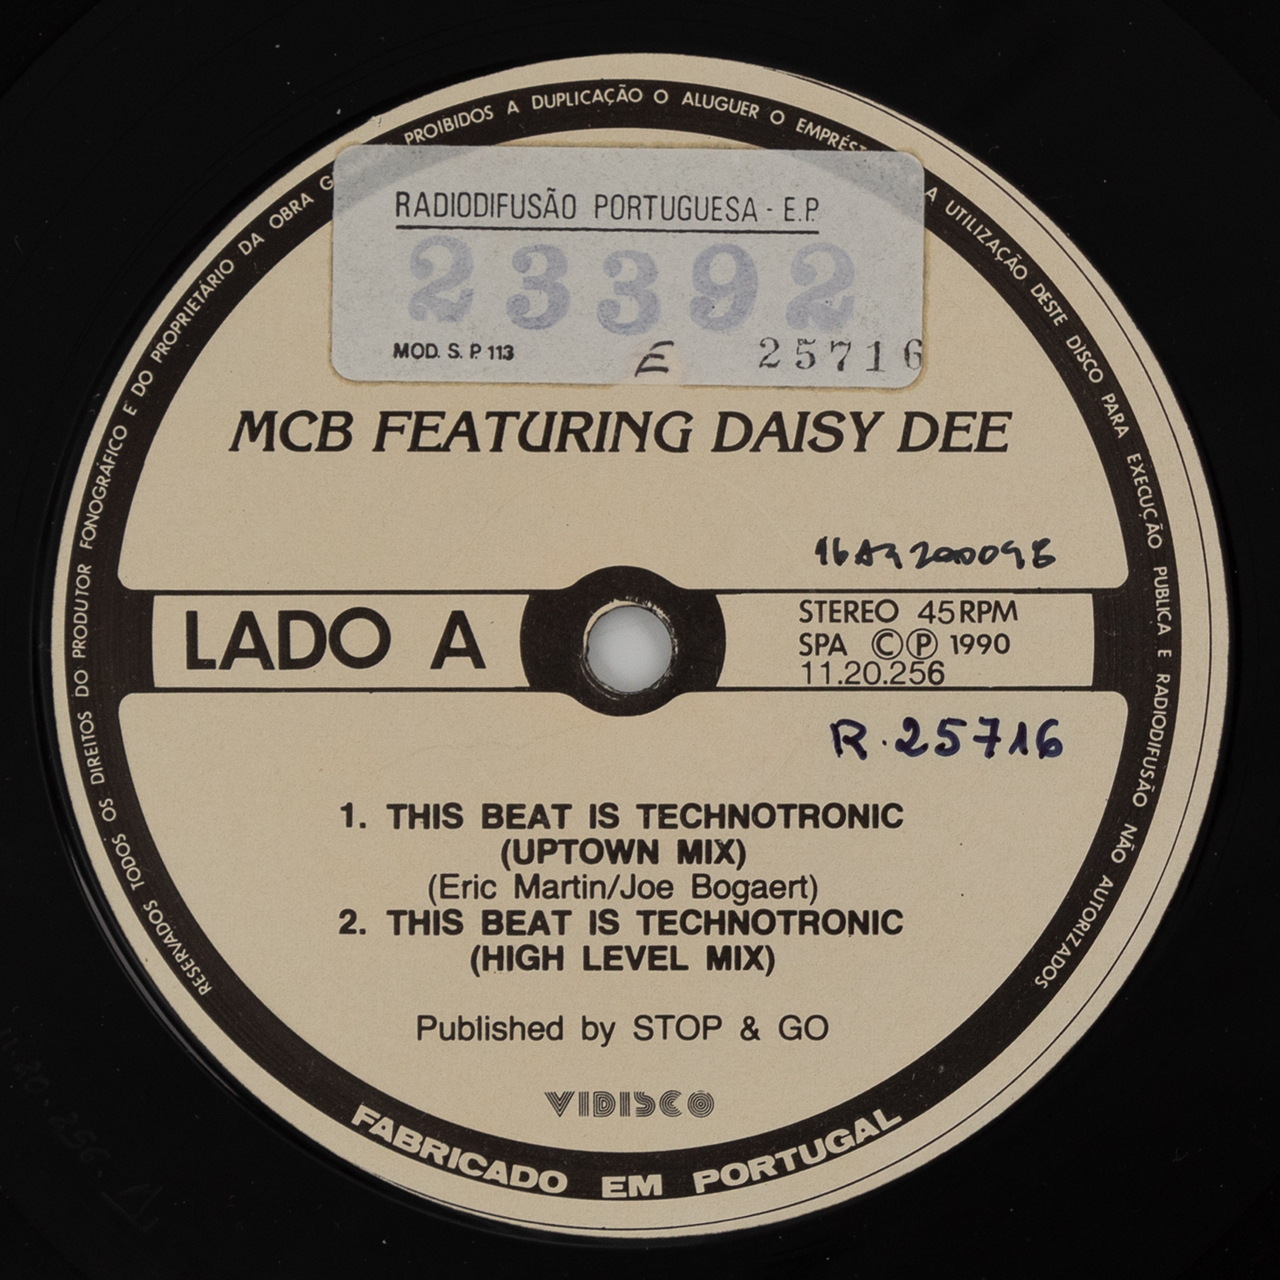 RESERVADOS TODOS OS DIREITOS DO PRODUTOR FONOGRÁFICO E DO PROPRIETÁRIO DA OBRA PROIBIDOS A DUPLICAÇÃO O ALUGUER O A UTILIZAÇÃO DESTE DISCO PARA EXECUÇÃO PUBLICA E RADIODIFUSÃO NÃO AUTORIZADOS
RADIODIFUSÃO PORTUGUESA - E.P.
23392
MOD. S. P. 113 E 25716
MCB FEATURING DAISY DEE
LADO A
STEREO 45 RPM
SPA © ℗ 1990
11.20.256
R. 25716
1. THIS BEAT IS TECHNOTRONIC
(UPTOWN MIX)
(Eric Martin/Joe Bogaert)
2. THIS BEAT IS TECHNOTRONIC
(HIGH LEVEL MIX)
Published by STOP & GO
VIDISCO
FABRICADO EM PORTUGAL